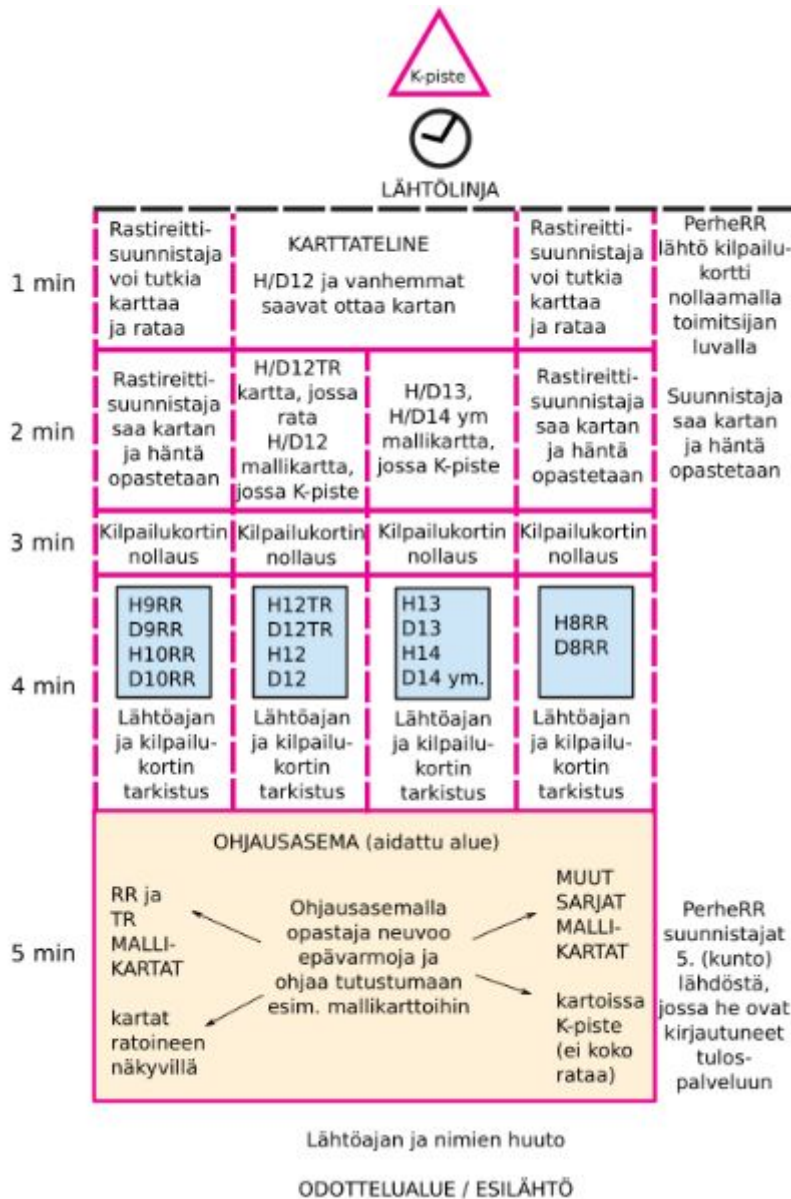 K-piste
LÄHTÖLINJA
1 min
Rastireitti-
suunnistaja
voi tutkia
karttaa
ja rataa
KARTTATELINE
H/D12 ja vanhemmat
saavat ottaa kartan
Rastireitti-
suunnistaja
voi tutkia
karttaa
ja rataa
PerheRR
lähtö kilpailu-
kortti
nollaamalla
toimitsijan
luvalla
2 min
Rastireitti-
suunnistaja
saa kartan
ja häntä
opastetaan
H/D12TR
kartta, jossa
rata
H/D12
mallikartta,
jossa K-piste
H/D13,
H/D14 ym
mallikartta,
jossa K-piste
Rastireitti-
suunnistaja
saa kartan
ja häntä
opastetaan
Suunnistaja
saa kartan
ja häntä
opastetaan
3 min
Kilpailukortin
nollaus
Kilpailukortin
nollaus
Kilpailukortin
nollaus
Kilpailukortin
nollaus
4 min
H9RR
D9RR
H10RR
D10RR
H12TR
D12TR
H12
D12
H13
D13
H14
D14 ym.
H8RR
D8RR
Lähtöajan
ja kilpailu-
kortin
tarkistus
Lähtöajan
ja kilpailu-
kortin
tarkistus
Lähtöajan
ja kilpailu-
kortin
tarkistus
Lähtöajan
ja kilpailu-
kortin
tarkistus
5 min
OHJAUSASEMA (aidattu alue)
RR ja
TR
MALLI-
KARTAT
kartat
ratoineen
näkyvillä
Ohjausasemalla
opastaja neuvoo
epävarmoja ja
ohjaa tutustumaan
esim. mallikarttoihin
MUUT
SARJAT
MALLI-
KARTAT
kartoissa
K-piste
(ei koko
rataa)
PerheRR
suunnistajat
5. (kunto)
lähdöstä,
jossa he ovat
kirjautuneet
tulos-
palveluun
Lähtöajan ja nimien huuto
ODOTTELUALUE / ESILÄHTÖ